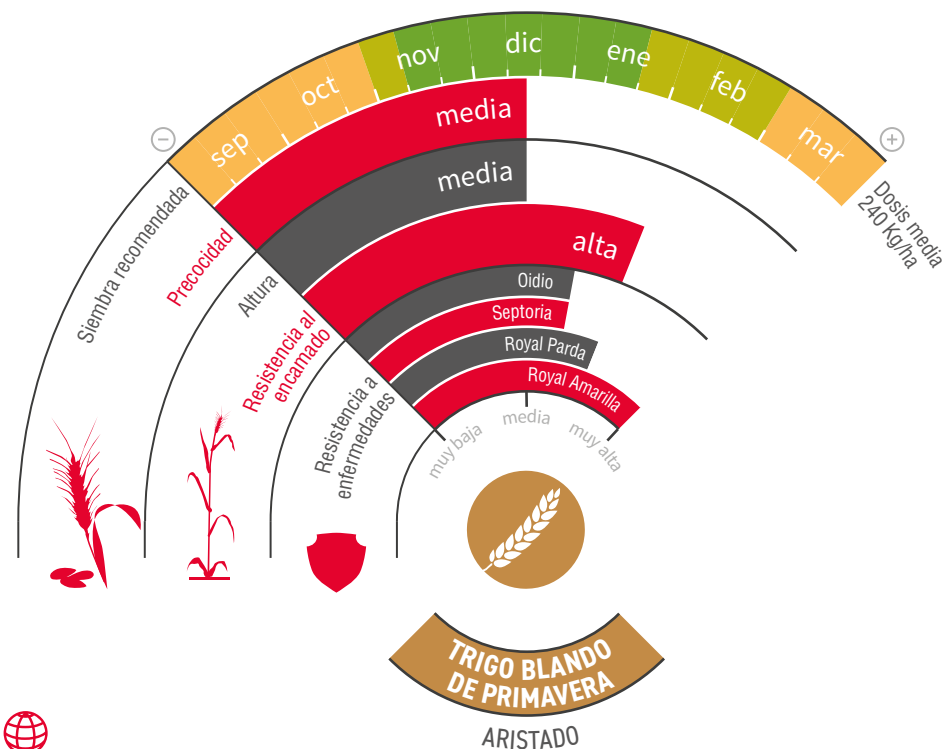 sep
oct
nov
dic
ene
feb
mar
Siembra recomendada
Dosis media
240 Kg/ha
Precocidad
media
Altura
media
Resistencia al
encamado
alta
Resistencia a
enfermedades
Oidio
Septoria
Royal Parda
Royal Amarilla
muy baja
media
muy alta
TRIGO BLANDO
DE PRIMAVERA
ARISTADO